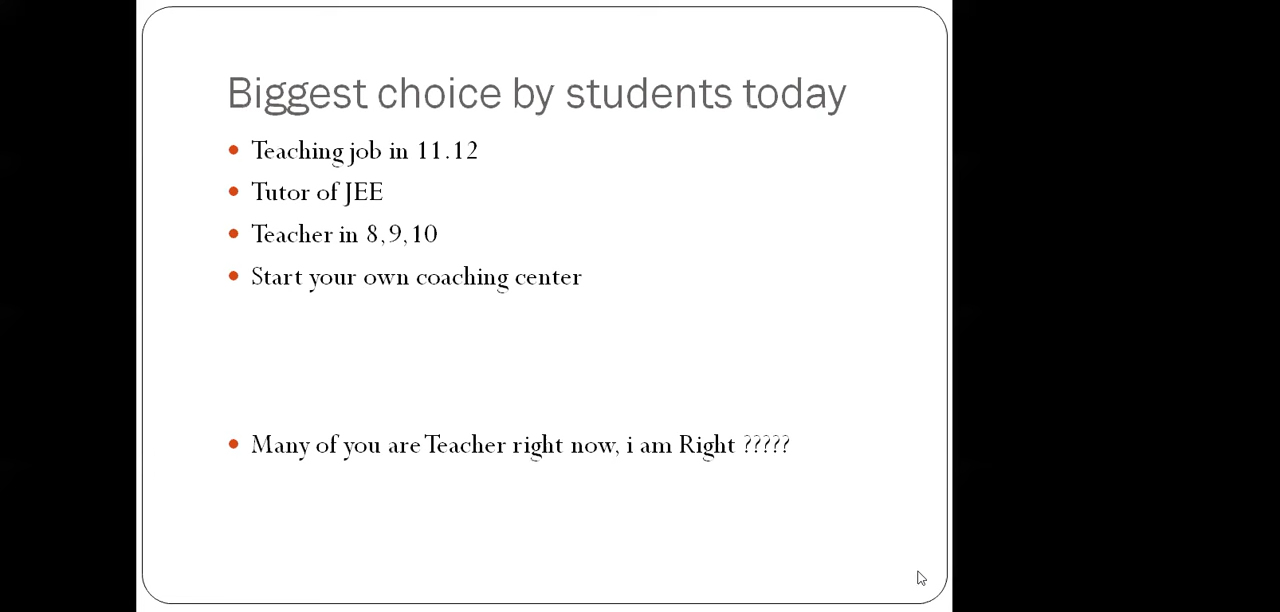 Biggest choice by students today
Teaching job in 11.12
Tutor of JEE
Teacher in 8,9,10
Start your own coaching center
Many of you are Teacher right now, i am Right ?????